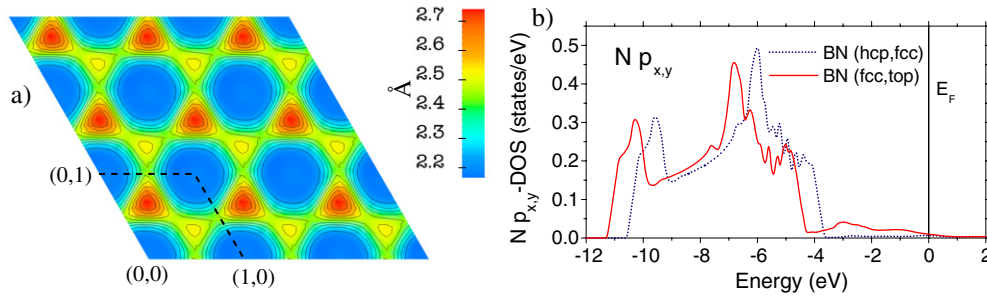 a)
2.7
2.6
2.5
2.4
2.3
2.2
Å
(0,1)
(0,0)
(1,0)
b)
N p x,y
BN (hcp,fcc)
BN (fcc,top)
E F
N p x,y -DOS (states/eV)
0.5
0.4
0.3
0.2
0.1
0.0
-12 -10 -8 -6 -4 -2 0 2
Energy (eV)